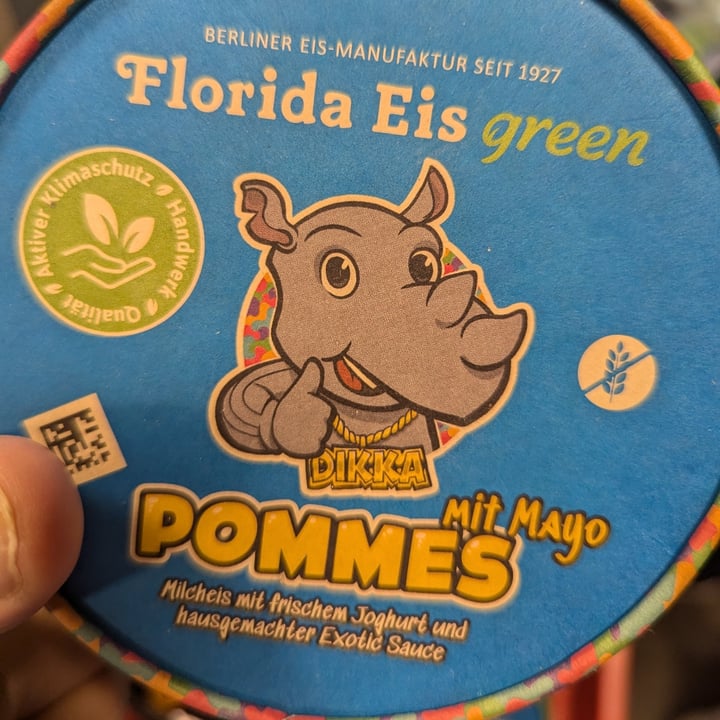 BERLINER EIS-MANUFAKTUR SEIT 1927
Florida Eis green
Aktiver Klimaschutz
Handwerk
Qualität
DIKKA
POMMES
mit Mayo
Milcheis mit frischem Joghurt und
hausgemachter Exotic Sauce